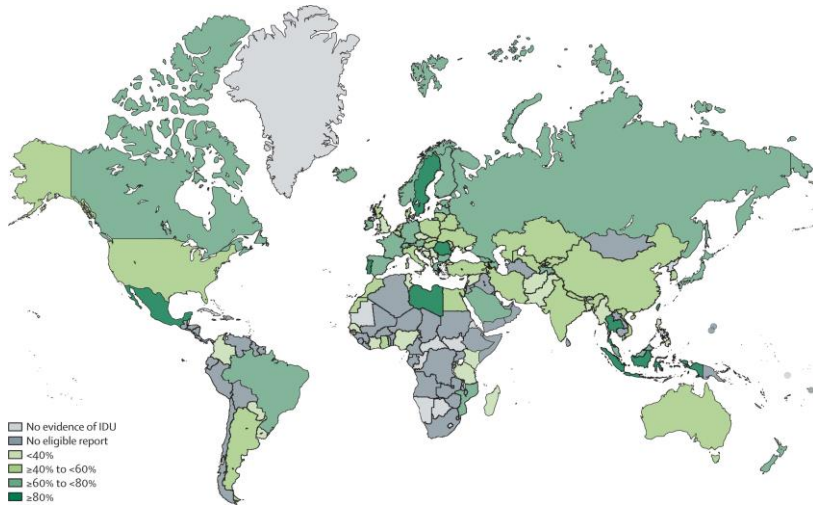 No evidence of IDU
No eligible report
<40%
≥40% to <60%
≥60% to <80%
≥80%